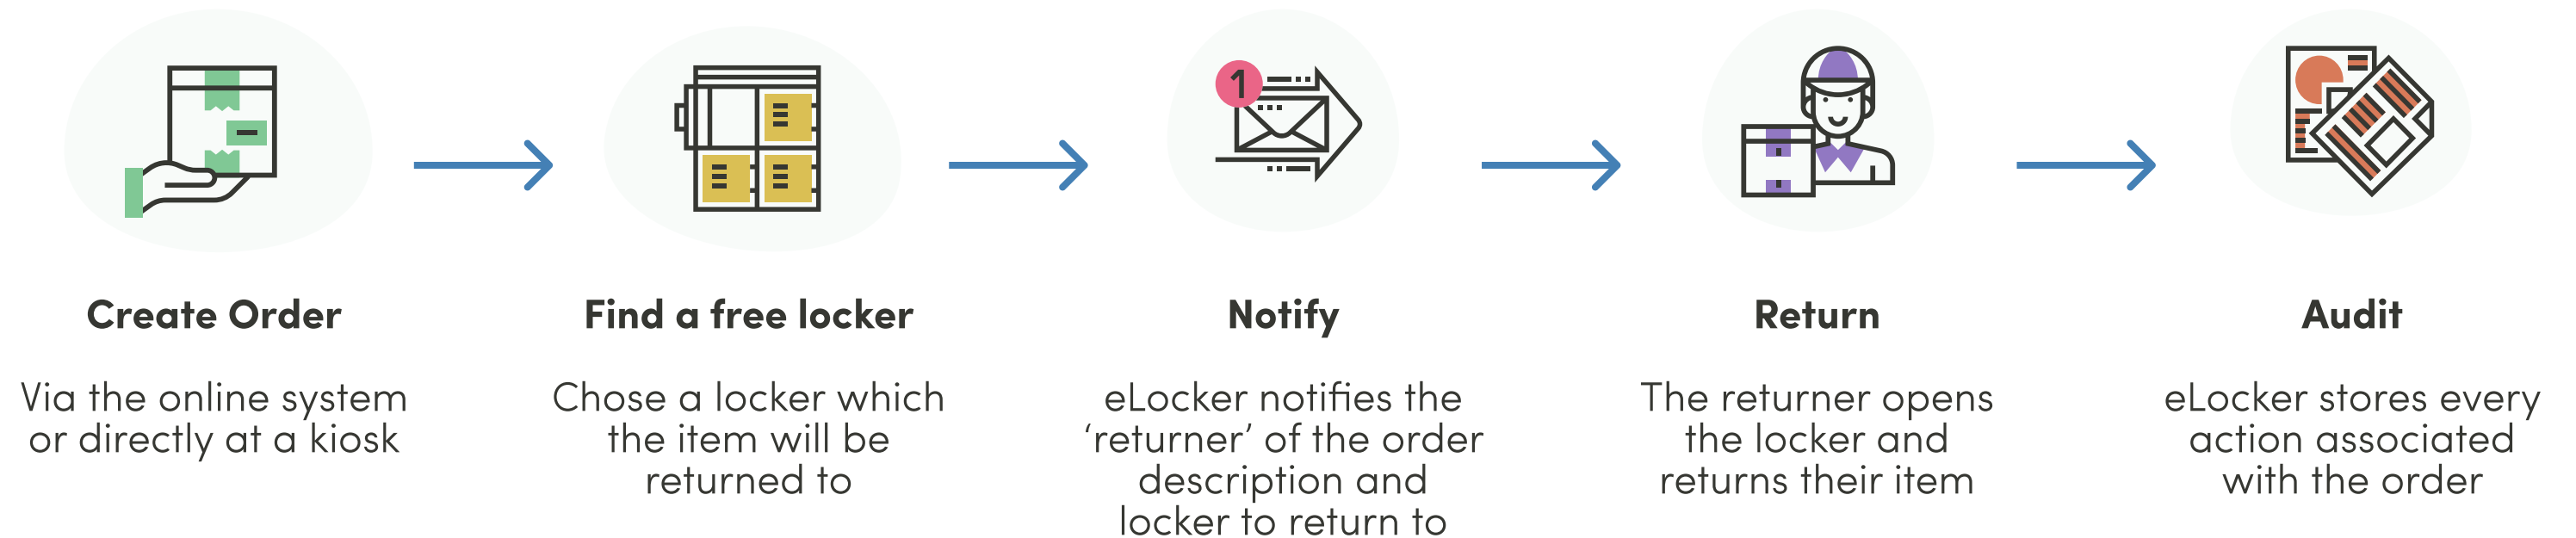 1
Create Order
Via the online system
or directly at a kiosk
Find a free locker
Chose a locker which
the item will be
returned to
Notify
eLocker notifies the
‘returner’ of the order
description and
locker to return to
Return
The returner opens
the locker and
returns their item
Audit
eLocker stores every
action associated
with the order